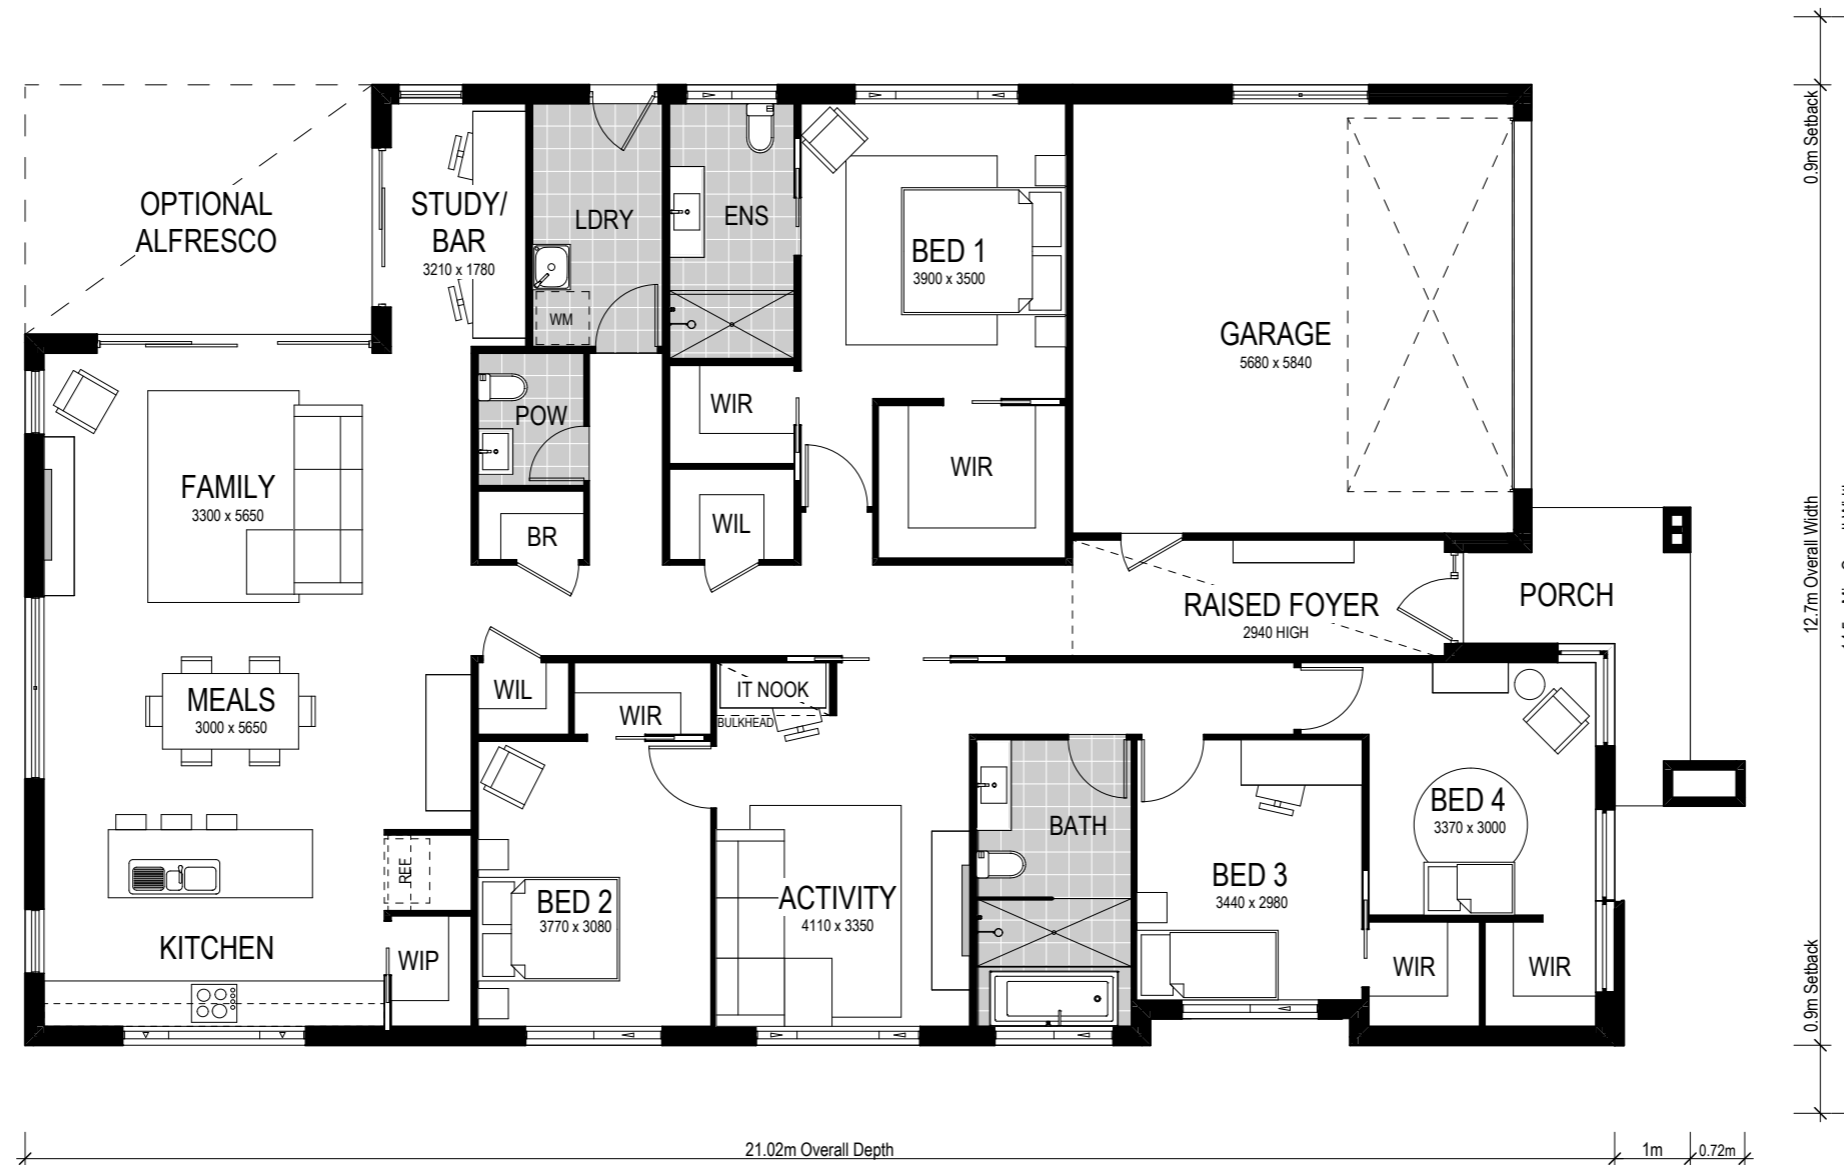 OPTIONAL
ALFRESCO
STUDY/
BAR
3210 x 1780
LDRY
WM
ENS
BED 1
3900 x 3500
GARAGE
5680 x 5840
0.9m Setback
WIR
POW
FAMILY
3300 x 5650
WIR
BR
WIL
12.7m Overall Width
RAISED FOYER
2940 HIGH
PORCH
MEALS
3000 x 5650
WIL
WIR
IT NOOK
BULKHEAD
REF
BATH
BED 4
3370 x 3000
BED 3
3440 x 2980
BED 2
3770 x 3080
ACTIVITY
4110 x 3350
KITCHEN
WIP
WIR
WIR
0.9m Setback
21.02m Overall Depth
1m
0.72m